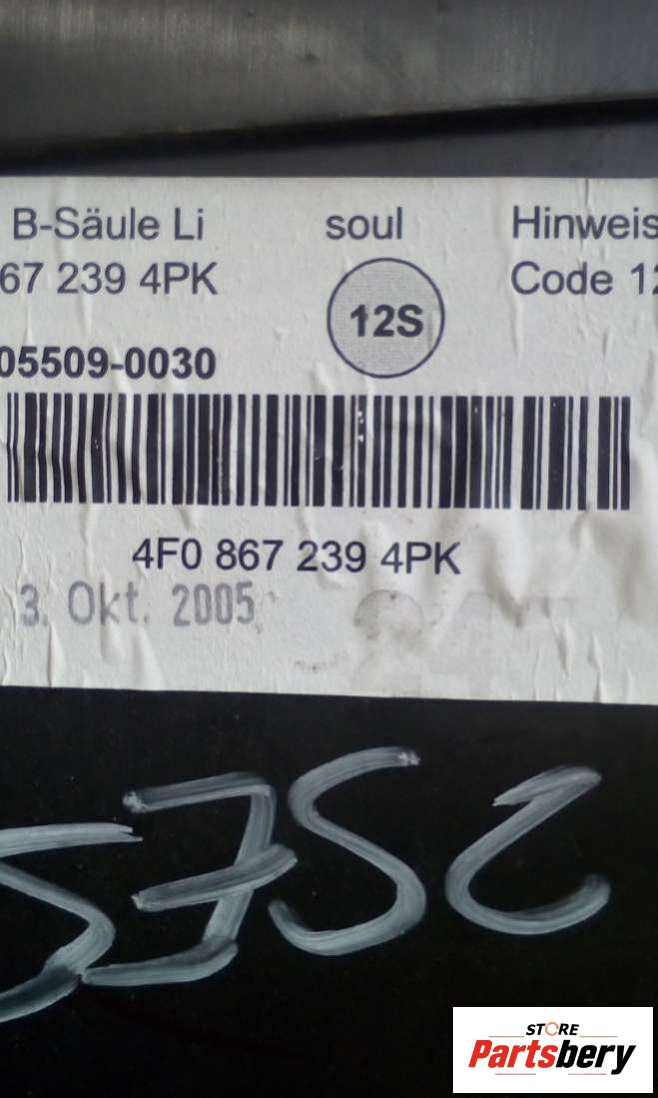 B-Säule Li soul Hinweis
67 239 4PK Code 12
12S
05509-0030
4F0 867 239 4PK
3. Okt. 2005
STORE
Partsbery